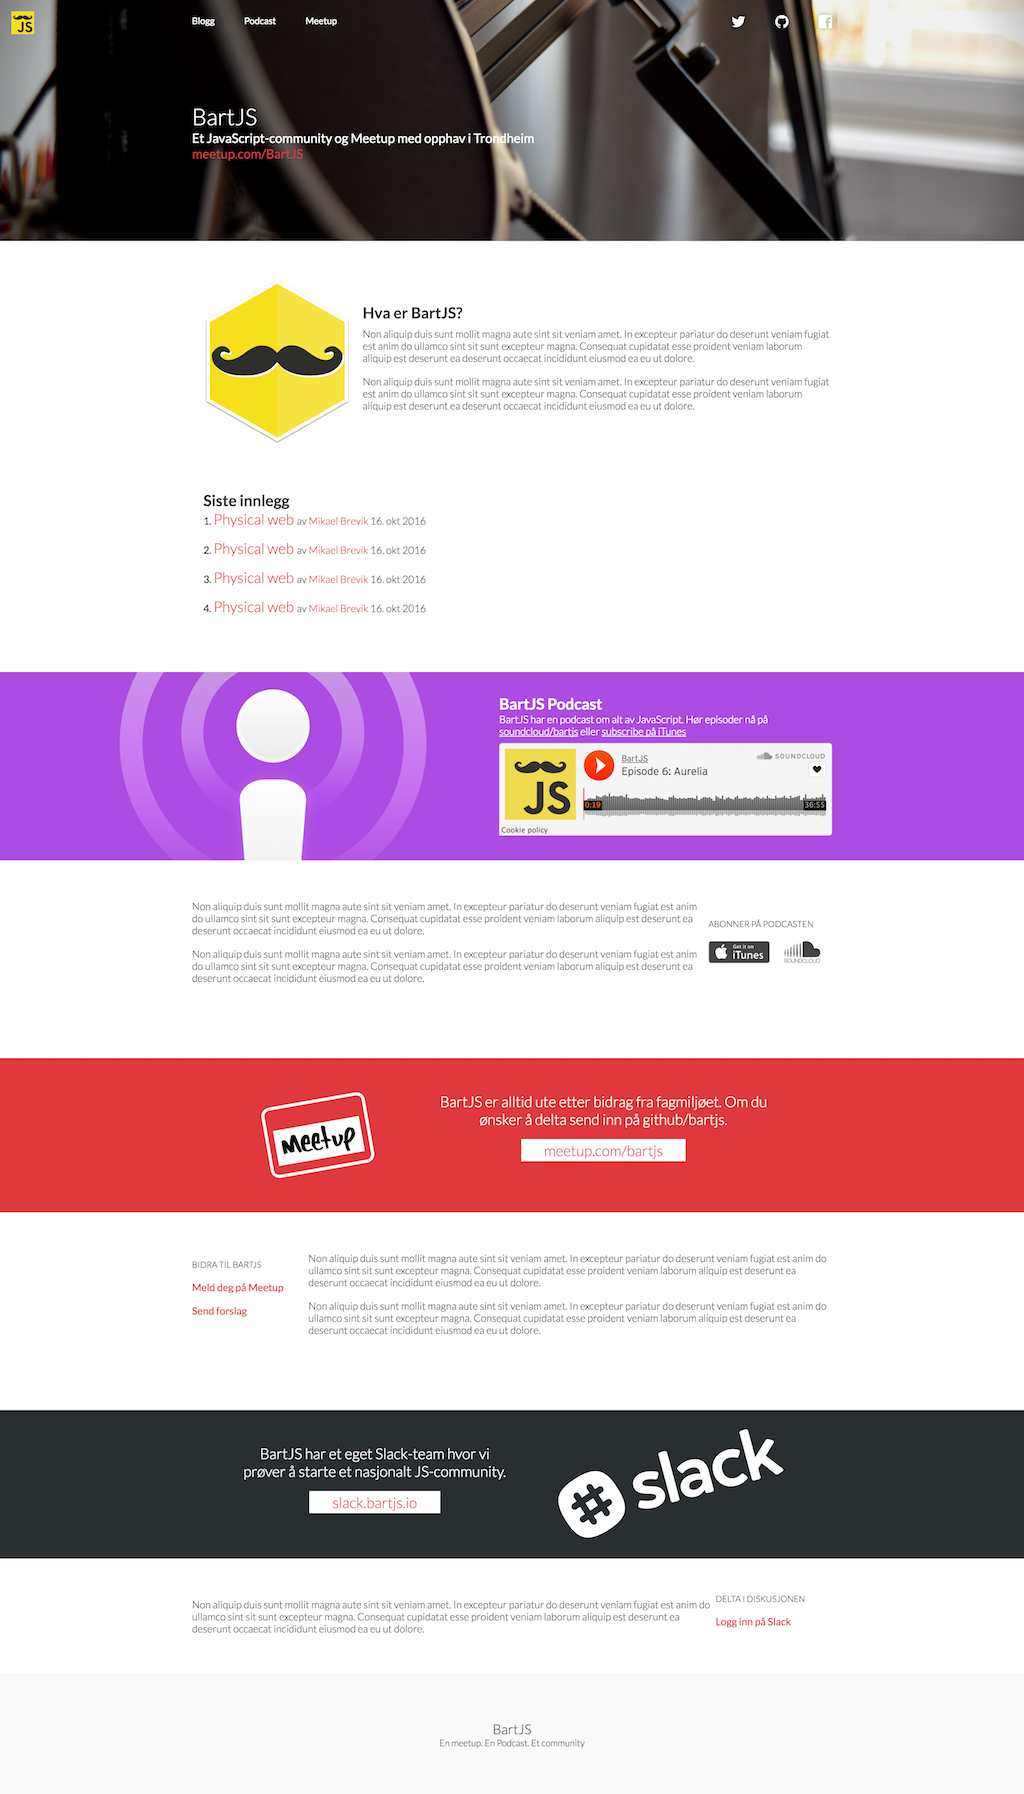 JS
Blogg Podcast Meetup
BartJS
Et JavaScript-community og Meetup med opphav i Trondheim
meetup.com/BartJS
Hva er BartJS?
Non aliquip duis sunt mollit magna aute sint sit veniam amet. In excepteur pariatur do deserunt veniam fugiat
est anim do ullamco sint sit sunt excepteur magna. Consequat cupidatat esse proident veniam laborum
aliquip est deserunt ea deserunt occaecat incididunt eiusmod ea eu ut dolore.
Non aliquip duis sunt mollit magna aute sint sit veniam amet. In excepteur pariatur do deserunt veniam fugiat
est anim do ullamco sint sit sunt excepteur magna. Consequat cupidatat esse proident veniam laborum
aliquip est deserunt ea deserunt occaecat incididunt eiusmod ea eu ut dolore.
Siste innlegg
1. Physical web av Mikael Brevik 16. okt 2016
2. Physical web av Mikael Brevik 16. okt 2016
3. Physical web av Mikael Brevik 16. okt 2016
4. Physical web av Mikael Brevik 16. okt 2016
BartJS Podcast
BartJS har en podcast om alt av JavaScript. Hør episoder nå på
soundcloud/bartjs eller subscribe på iTunes
JS
BartJS
SOUNDCLOUD
Episode 6: Aurelia
0:19
36:55
Cookie policy
Non aliquip duis sunt mollit magna aute sint sit veniam amet. In excepteur pariatur do deserunt veniam fugiat est anim
do ullamco sint sit sunt excepteur magna. Consequat cupidatat esse proident veniam laborum aliquip est deserunt ea
deserunt occaecat incididunt eiusmod ea eu ut dolore.
Non aliquip duis sunt mollit magna aute sint sit veniam amet. In excepteur pariatur do deserunt veniam fugiat est anim
do ullamco sint sit sunt excepteur magna. Consequat cupidatat esse proident veniam laborum aliquip est deserunt ea
deserunt occaecat incididunt eiusmod ea eu ut dolore.
ABONNER PÅ PODCASTEN
Get it on
iTunes
SOUNDCLOUD
Meetup
BartJS er alltid ute etter bidrag fra fagmiljøet. Om du
ønsker å delta send inn på github/bartjs.
meetup.com/bartjs
BIDRA TIL BARTJS
Meld deg på Meetup
Send forslag
Non aliquip duis sunt mollit magna aute sint sit veniam amet. In excepteur pariatur do deserunt veniam fugiat est anim do
ullamco sint sit sunt excepteur magna. Consequat cupidatat esse proident veniam laborum aliquip est deserunt ea
deserunt occaecat incididunt eiusmod ea eu ut dolore.
Non aliquip duis sunt mollit magna aute sint sit veniam amet. In excepteur pariatur do deserunt veniam fugiat est anim do
ullamco sint sit sunt excepteur magna. Consequat cupidatat esse proident veniam laborum aliquip est deserunt ea
deserunt occaecat incididunt eiusmod ea eu ut dolore.
BartJS har et eget Slack-team hvor vi
prøver å starte et nasjonalt JS-community.
slack.bartjs.io
slack
Non aliquip duis sunt mollit magna aute sint sit veniam amet. In excepteur pariatur do deserunt veniam fugiat est anim do
ullamco sint sit sunt excepteur magna. Consequat cupidatat esse proident veniam laborum aliquip est deserunt ea
deserunt occaecat incididunt eiusmod ea eu ut dolore.
DELTA I DISKUSJONEN
Logg inn på Slack
BartJS
En meetup. En Podcast. Et community